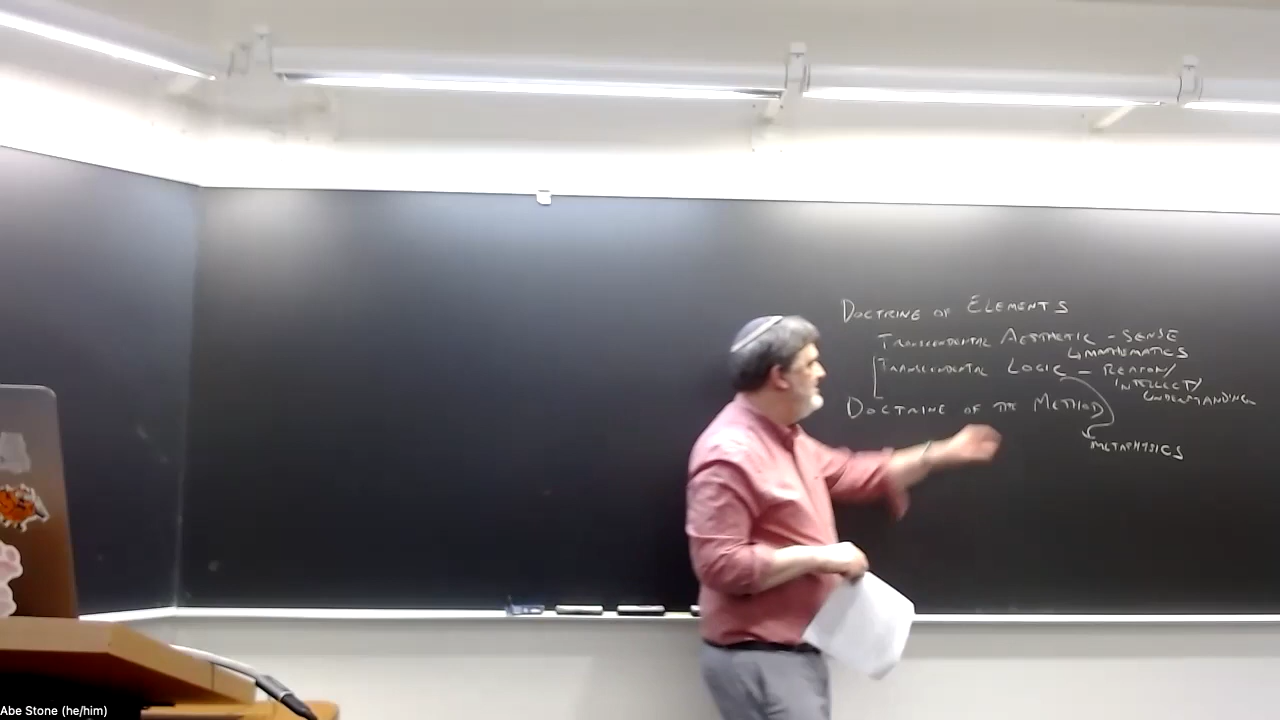 DOCTRINE OF ELEMENTS
TRANSCENDENTAL AESTHETIC - SENSE
MATHEMATICS
TRANSCENDENTAL LOGIC - REASON/
INTELLECT/
UNDERSTANDING
DOCTRINE OF THE METHOD
METAPHYSICS
Abe Stone (he/him)